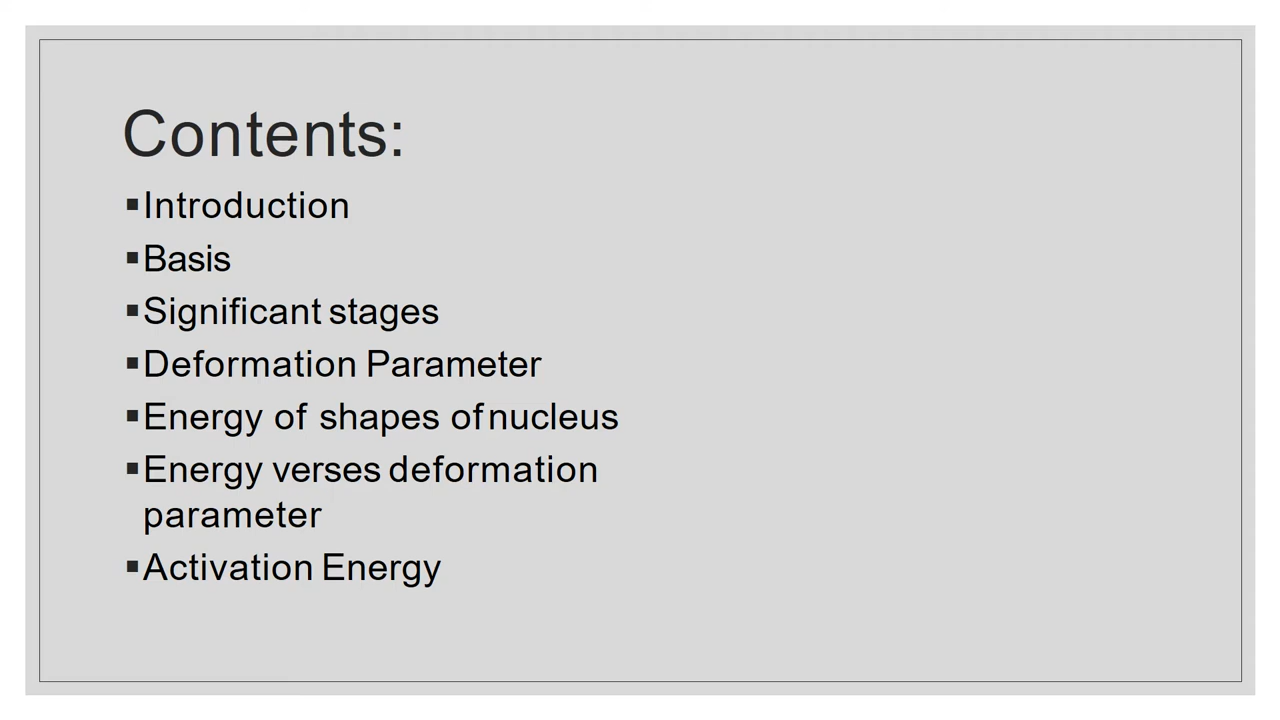 Contents:
▪Introduction
▪Basis
▪Significant stages
▪Deformation Parameter
▪Energy of shapes of nucleus
▪Energy verses deformation
parameter
▪Activation Energy